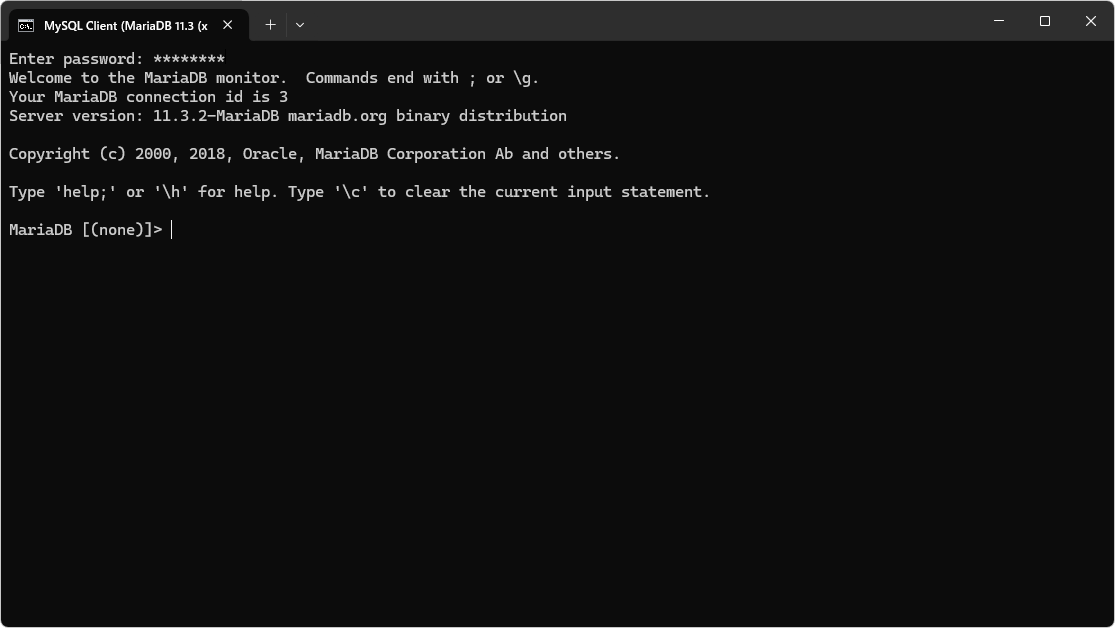 MySQL Client (MariaDB 11.3 (x
Enter password: ********
Welcome to the MariaDB monitor.  Commands end with ; or \g.
Your MariaDB connection id is 3
Server version: 11.3.2-MariaDB mariadb.org binary distribution
Copyright (c) 2000, 2018, Oracle, MariaDB Corporation Ab and others.
Type 'help;' or '\h' for help. Type '\c' to clear the current input statement.
MariaDB [(none)]>